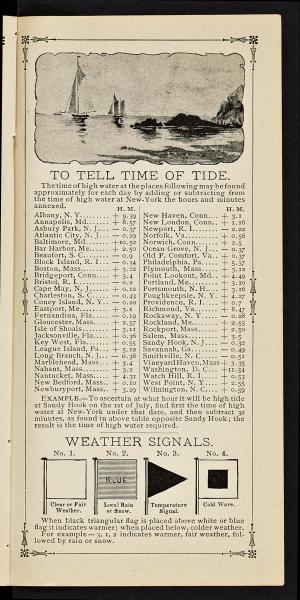 TO TELL TIME OF TIDE.
The time of high water at the places following may be found
approximately for each day by adding or subtracting from
the time of high water at New-York the hours and minutes
annexed.
H. M. H. M.
Albany, N. Y. + 9.39 New Haven, Conn. + 3.1
Annapolis, Md. + 8.57 New London, Conn. + 1.16
Asbury Park, N. J. — 0.37 Newport, R. I. — 0.22
Atlantic City, N. J. — 0.29 Norfolk, Va. + 0.56
Baltimore, Md. + 10.52 Norwich, Conn. + 2.5
Bar Harbor, Me. + 2.50 Ocean Grove, N. J. — 0.37
Beaufort, S. C. — 0.9 Old P. Comfort, Va. — 0.37
Block Island, R. I. — 0.34 Philadelphia, Pa. + 5.37
Boston, Mass. + 3.22 Plymouth, Mass. + 3.12
Bridgeport, Conn. + 3.4 Point Lookout, Md. + 4.49
Bristol, R. I. — 0.2 Portland, Me. + 3.10
Cape May, N. J. + 0.12 Portsmouth, N. H. + 3.16
Charleston, S. C. — 0.43 Poughkeepsie, N. Y. + 4.27
Coney Island, N. Y. — 0.20 Providence, R. I. + 0.7
Eastport, Me. + 3.1 Richmond, Va. + 8.47
Fernandina, Fla. — 0.19 Rockaway, N. Y. — 0.26
Gloucester, Mass. + 2.57 Rockland, Me. + 2.55
Isle of Shoals + 3.11 Rockport, Mass. + 2.50
Jacksonville, Fla. + 0.36 Salem, Mass. + 3.5
Key West, Fla. + 0.55 Sandy Hook, N. J. — 0.32
League Island, Pa. + 5.12 Savannah, Ga. — 0.49
Long Branch, N. J. — 0.38 Smithville, N. C. — 0.40
Marblehead, Mass. + 3.4 Vineyard Haven, Mass. + 3.50
Nahant, Mass. + 3.2 Washington, D. C. + 11.54
Nantucket, Mass. + 4.31 Watch Hill, R. I. + 0.53
New Bedford, Mass. — 0.10 West Point, N. Y. + 2.55
Newburyport, Mass. + 3.29 Wilmington, N. C. + 0.59
EXAMPLE.—To ascertain at what hour it will be high tide
at Sandy Hook on the 1st of July, find first the time of high
water at New-York under that date, and then subtract 32
minutes, as found in above table opposite Sandy Hook; the
result is the time of high water required.
WEATHER SIGNALS.
No. 1. No. 2. No. 3. No. 4.
BLUE
Clear or Fair Weather.
Local Rain or Snow.
Temperature Signal.
Cold Wave.
When black triangular flag is placed above white or blue
flag it indicates warmer; when placed below, colder weather.
For example—3, 1, 2 indicates warmer, fair weather, fol-
lowed by rain or snow.